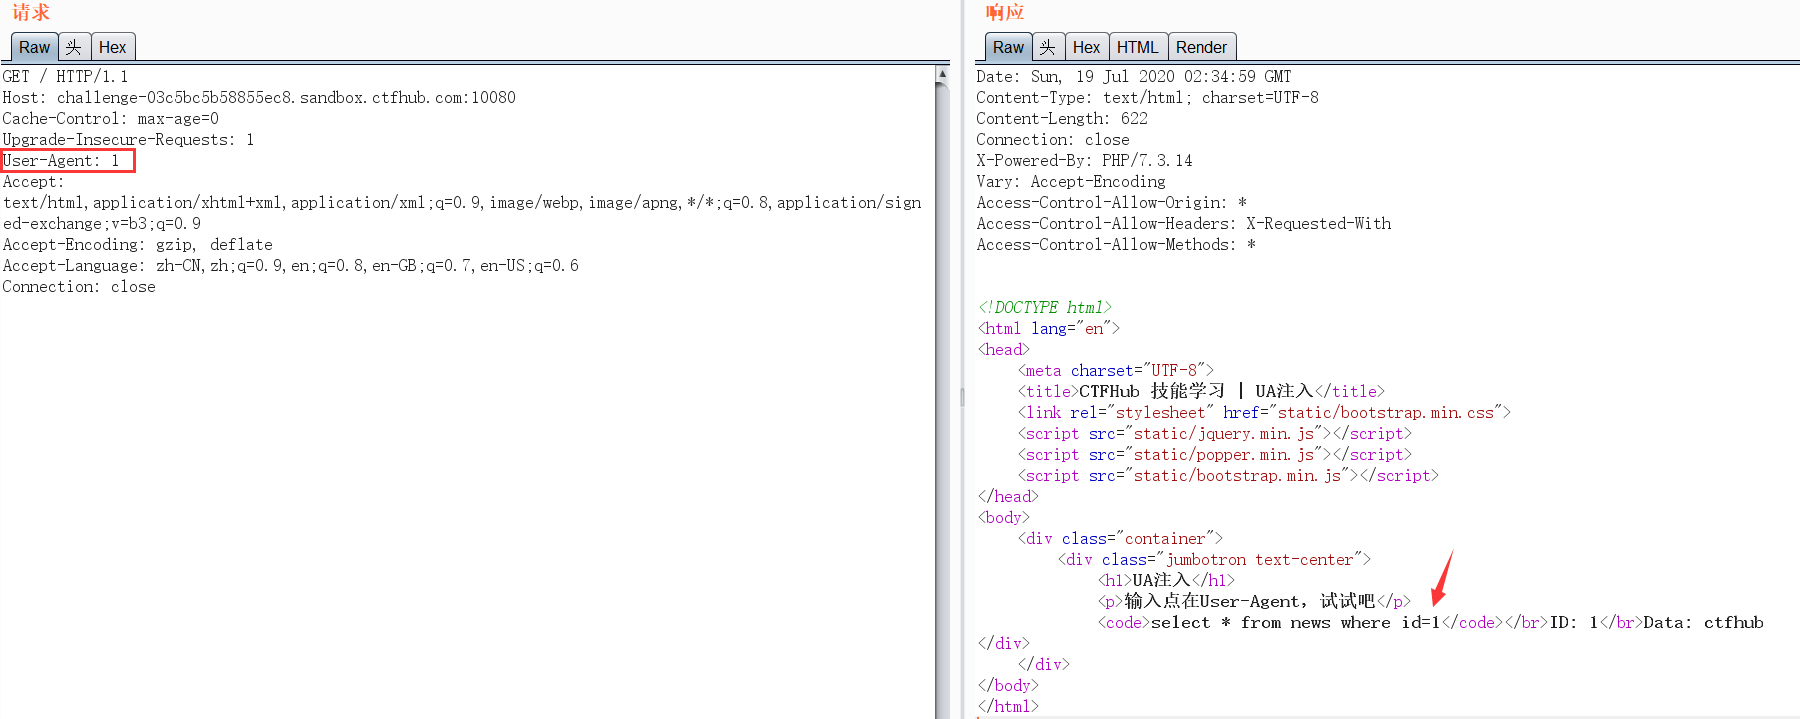 请求
Raw 头 Hex
GET / HTTP/1.1
Host: challenge-03c5bc5b58855ec8.sandbox.ctfhub.com:10080
Cache-Control: max-age=0
Upgrade-Insecure-Requests: 1
User-Agent: 1
Accept:
text/html,application/xhtml+xml,application/xml;q=0.9,image/webp,image/apng,*/*;q=0.8,application/sign
ed-exchange;v=b3;q=0.9
Accept-Encoding: gzip, deflate
Accept-Language: zh-CN,zh;q=0.9,en;q=0.8,en-GB;q=0.7,en-US;q=0.6
Connection: close
响应
Raw 头 Hex HTML Render
Date: Sun, 19 Jul 2020 02:34:59 GMT
Content-Type: text/html; charset=UTF-8
Content-Length: 622
Connection: close
X-Powered-By: PHP/7.3.14
Vary: Accept-Encoding
Access-Control-Allow-Origin: *
Access-Control-Allow-Headers: X-Requested-With
Access-Control-Allow-Methods: *
<!DOCTYPE html>
<html lang="en">
<head>
<meta charset="UTF-8">
<title>CTFHub 技能学习 | UA注入</title>
<link rel="stylesheet" href="static/bootstrap.min.css">
<script src="static/jquery.min.js"></script>
<script src="static/popper.min.js"></script>
<script src="static/bootstrap.min.js"></script>
</head>
<body>
<div class="container">
<div class="jumbotron text-center">
<h1>UA注入</h1>
<p>输入点在User-Agent，试试吧</p>
<code>select * from news where id=1</code></br>ID: 1</br>Data: ctfhub
</div>
</div>
</body>
</html>